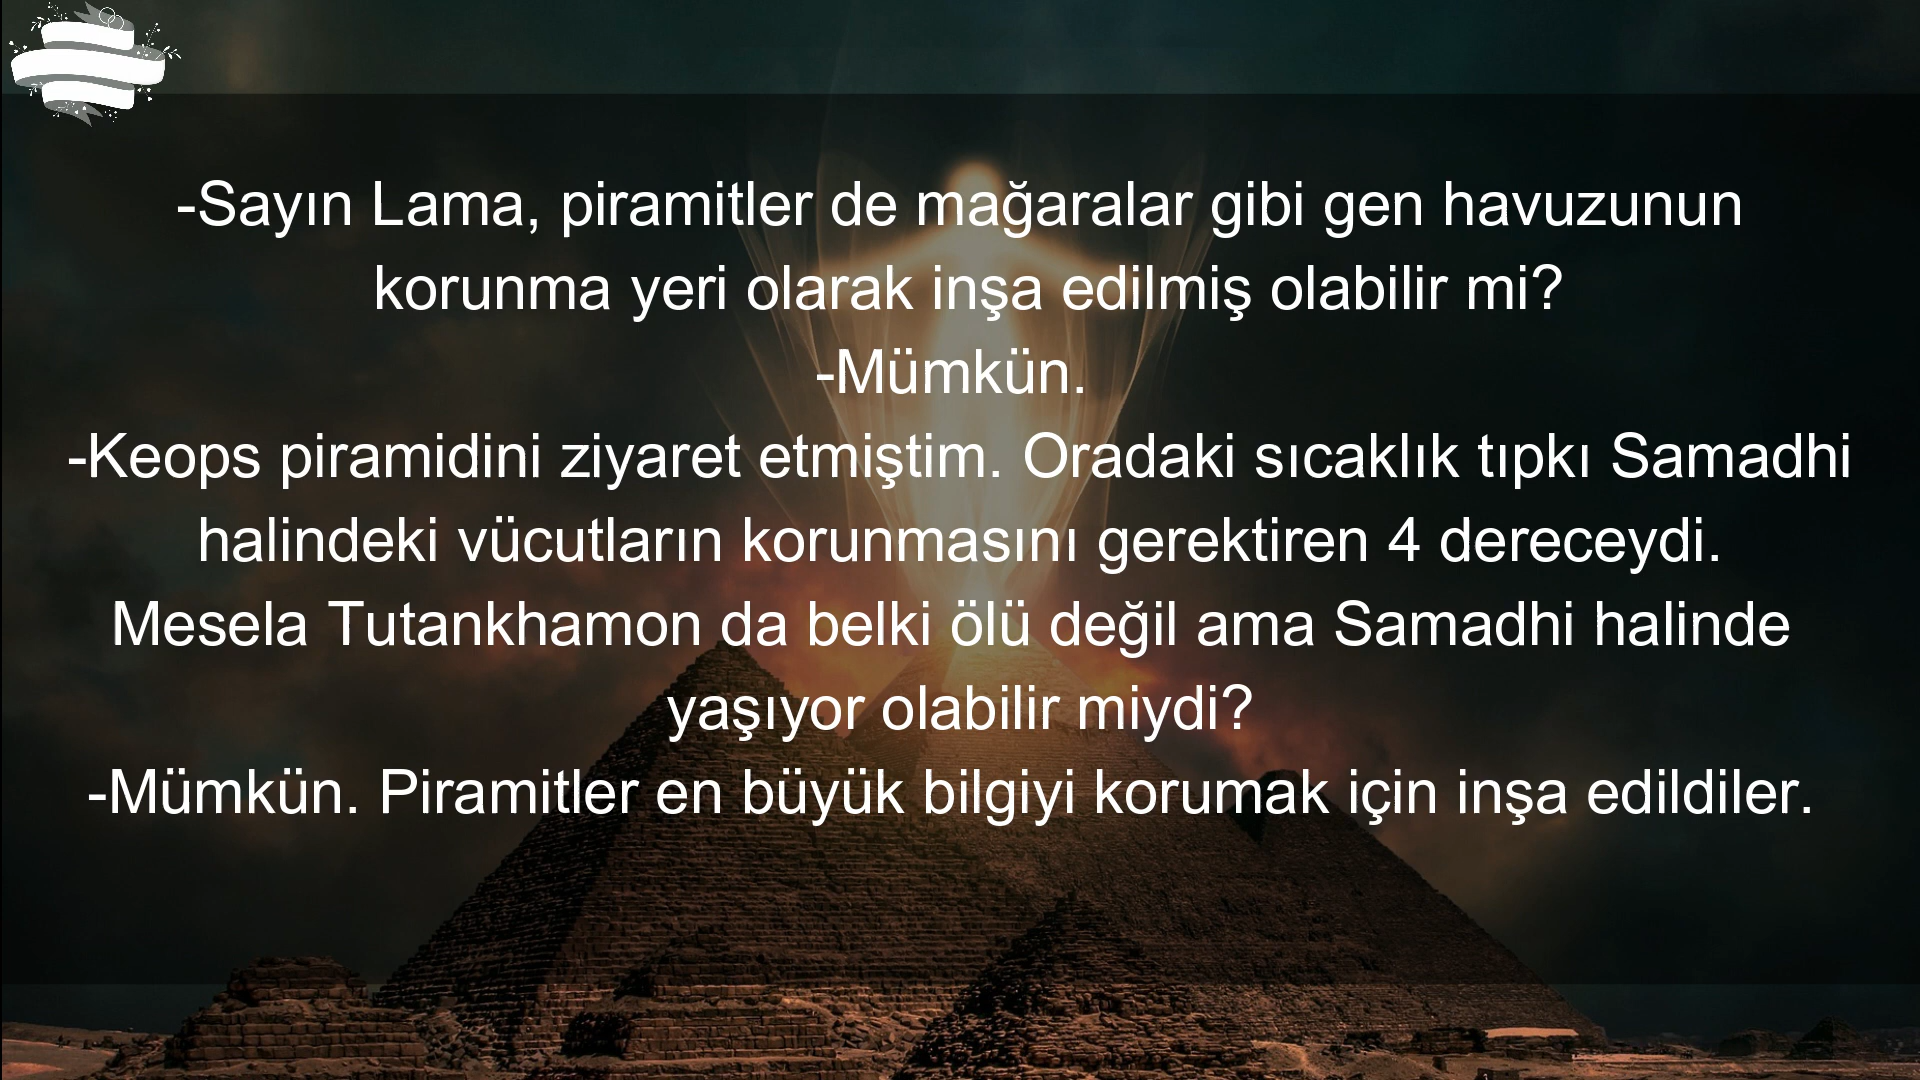 -Sayın Lama, piramitler de mağaralar gibi gen havuzunun
korunma yeri olarak inşa edilmiş olabilir mi?
-Mümkün.
-Keops piramidini ziyaret etmiştim. Oradaki sıcaklık tıpkı Samadhi
halindeki vücutların korunmasını gerektiren 4 dereceydi.
Mesela Tutankhamon da belki ölü değil ama Samadhi halinde
yaşıyor olabilir miydi?
-Mümkün. Piramitler en büyük bilgiyi korumak için inşa edildiler.